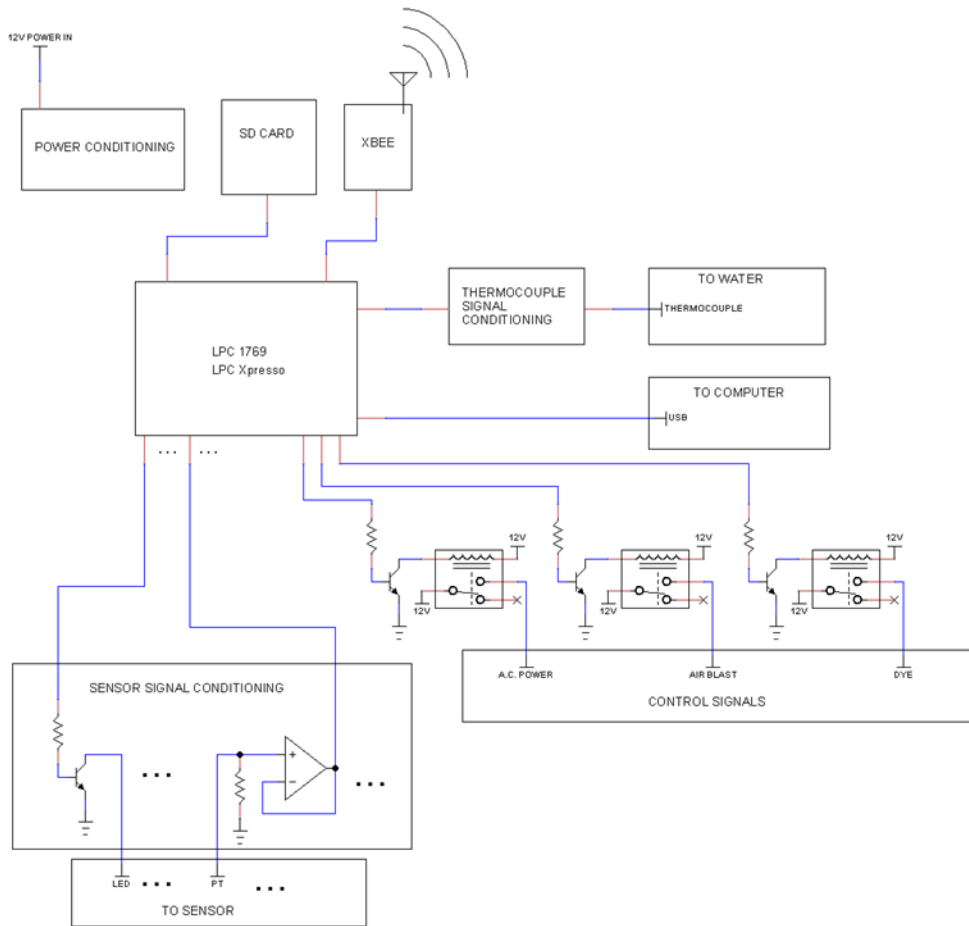 12V POWER IN
POWER CONDITIONING
SD CARD
XBEE
THERMOCOUPLE
SIGNAL
CONDITIONING
TO WATER
THERMOCOUPLE
LPC 1769
LPC Xpresso
TO COMPUTER
USB
... ...
12V
12V
12V
12V
12V
12V
A.C. POWER
AIR BLAST
DYE
CONTROL SIGNALS
SENSOR SIGNAL CONDITIONING
+
−
... ...
LED ... PT ...
TO SENSOR